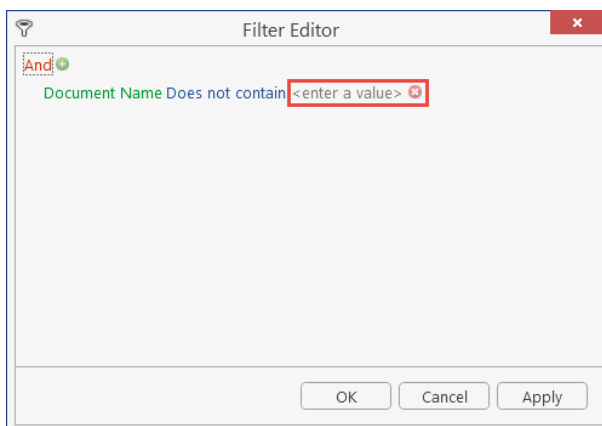 Filter Editor
And
Document Name Does not contain <enter a value>
OK Cancel Apply